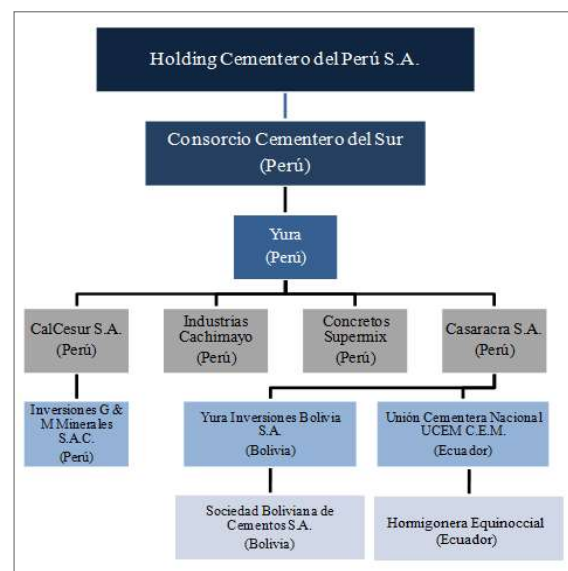 Holding Cementero del Perú S.A.
Consorcio Cementero del Sur
(Perú)
Yura
(Perú)
CalCesur S.A.
(Perú)
Industrias
Cachimayo
(Perú)
Concretos
Supermix
(Perú)
Casaracra S.A.
(Perú)
Inversiones G &
M Minerales
S.A.C.
(Perú)
Yura Inversiones Bolivia
S.A.
(Bolivia)
Unión Cementera Nacional
UCEM C.E.M.
(Ecuador)
Sociedad Boliviana de
Cementos S.A.
(Bolivia)
Hormigonera Equinoccial
(Ecuador)